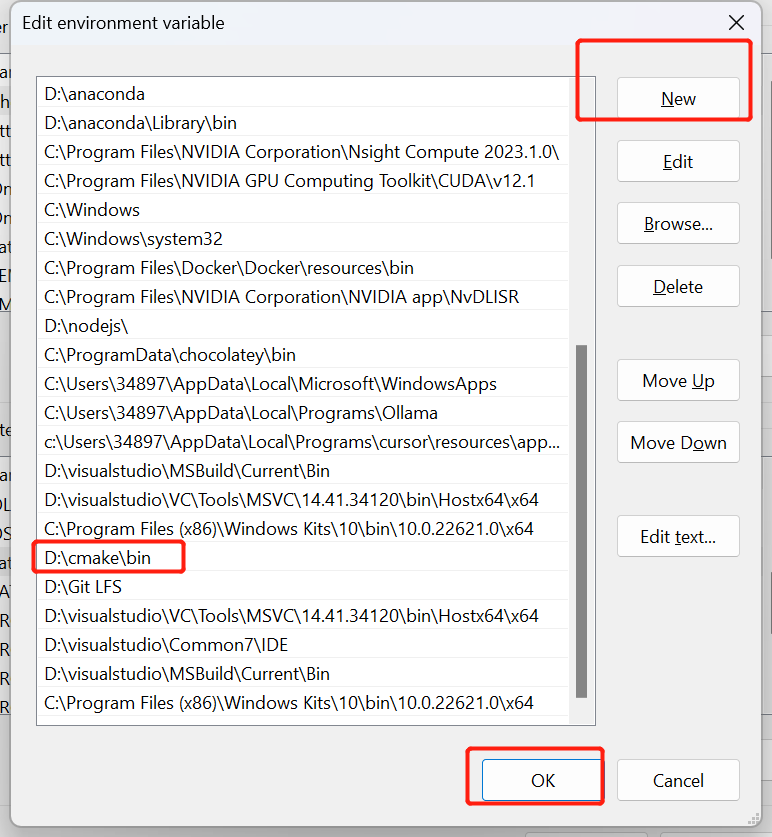 Edit environment variable
D:\anaconda
D:\anaconda\Library\bin
C:\Program Files\NVIDIA Corporation\Nsight Compute 2023.1.0\
C:\Program Files\NVIDIA GPU Computing Toolkit\CUDA\v12.1
C:\Windows
C:\Windows\system32
C:\Program Files\Docker\Docker\resources\bin
C:\Program Files\NVIDIA Corporation\NVIDIA app\NvDLISR
D:\nodejs\
C:\ProgramData\chocolatey\bin
C:\Users\34897\AppData\Local\Microsoft\WindowsApps
C:\Users\34897\AppData\Local\Programs\Ollama
c:\Users\34897\AppData\Local\Programs\cursor\resources\app...
D:\visualstudio\MSBuild\Current\Bin
D:\visualstudio\VC\Tools\MSVC\14.41.34120\bin\Hostx64\x64
C:\Program Files (x86)\Windows Kits\10\bin\10.0.22621.0\x64
D:\cmake\bin
D:\Git LFS
D:\visualstudio\VC\Tools\MSVC\14.41.34120\bin\Hostx64\x64
D:\visualstudio\Common7\IDE
D:\visualstudio\MSBuild\Current\Bin
C:\Program Files (x86)\Windows Kits\10\bin\10.0.22621.0\x64
New
Edit
Browse...
Delete
Move Up
Move Down
Edit text...
OK
Cancel